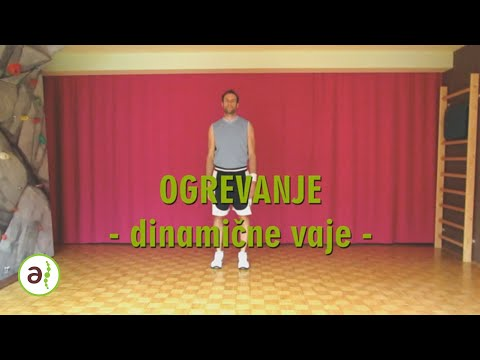 OGREVANJE
- dinamične vaje -
a